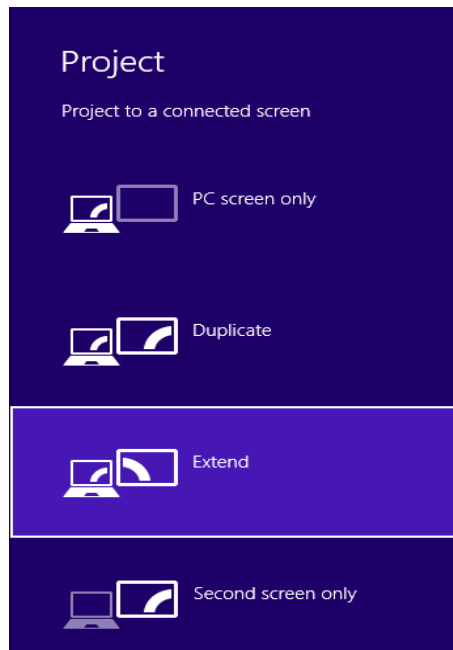 Project
Project to a connected screen
PC screen only
Duplicate
Extend
Second screen only